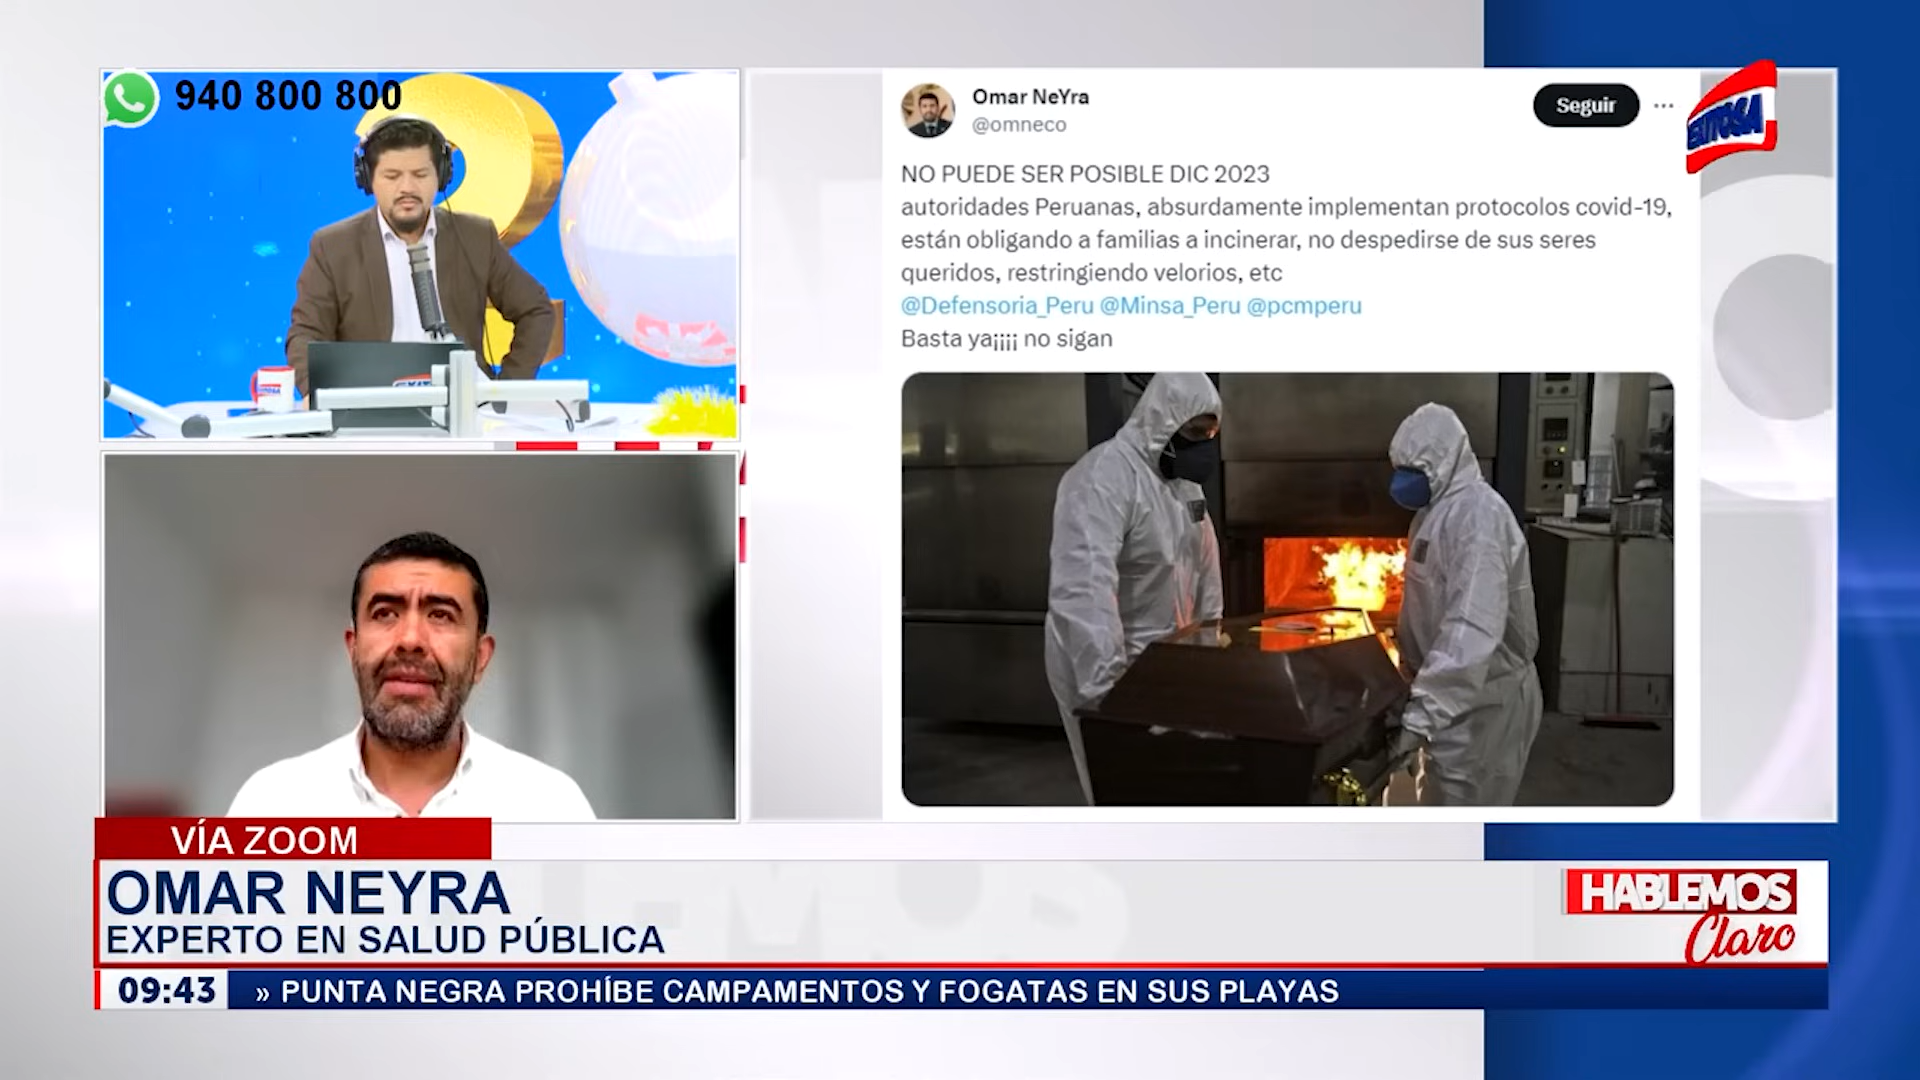 940 800 800
Omar NeYra
@omneco
Seguir
EXITOSA
NO PUEDE SER POSIBLE DIC 2023
autoridades Peruanas, absurdamente implementan protocolos covid-19,
están obligando a familias a incinerar, no despedirse de sus seres
queridos, restringiendo velorios, etc
@Defensoria_Peru @Minsa_Peru @pcmperu
Basta ya¡¡¡¡ no sigan
VÍA ZOOM
OMAR NEYRA
EXPERTO EN SALUD PÚBLICA
HABLEMOS
Claro
09:43 » PUNTA NEGRA PROHÍBE CAMPAMENTOS Y FOGATAS EN SUS PLAYAS